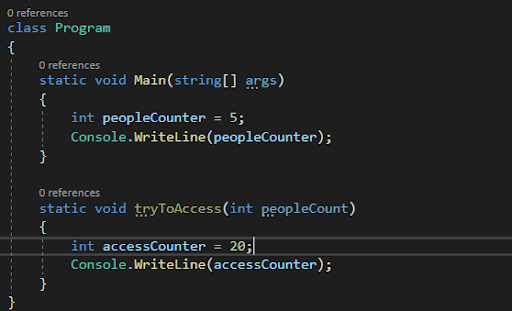 0 references
class Program
{
0 references
static void Main(string[] args)
{
int peopleCounter = 5;
Console.WriteLine(peopleCounter);
}
0 references
static void tryToAccess(int peopleCount)
{
int accessCounter = 20;
Console.WriteLine(accessCounter);
}
}